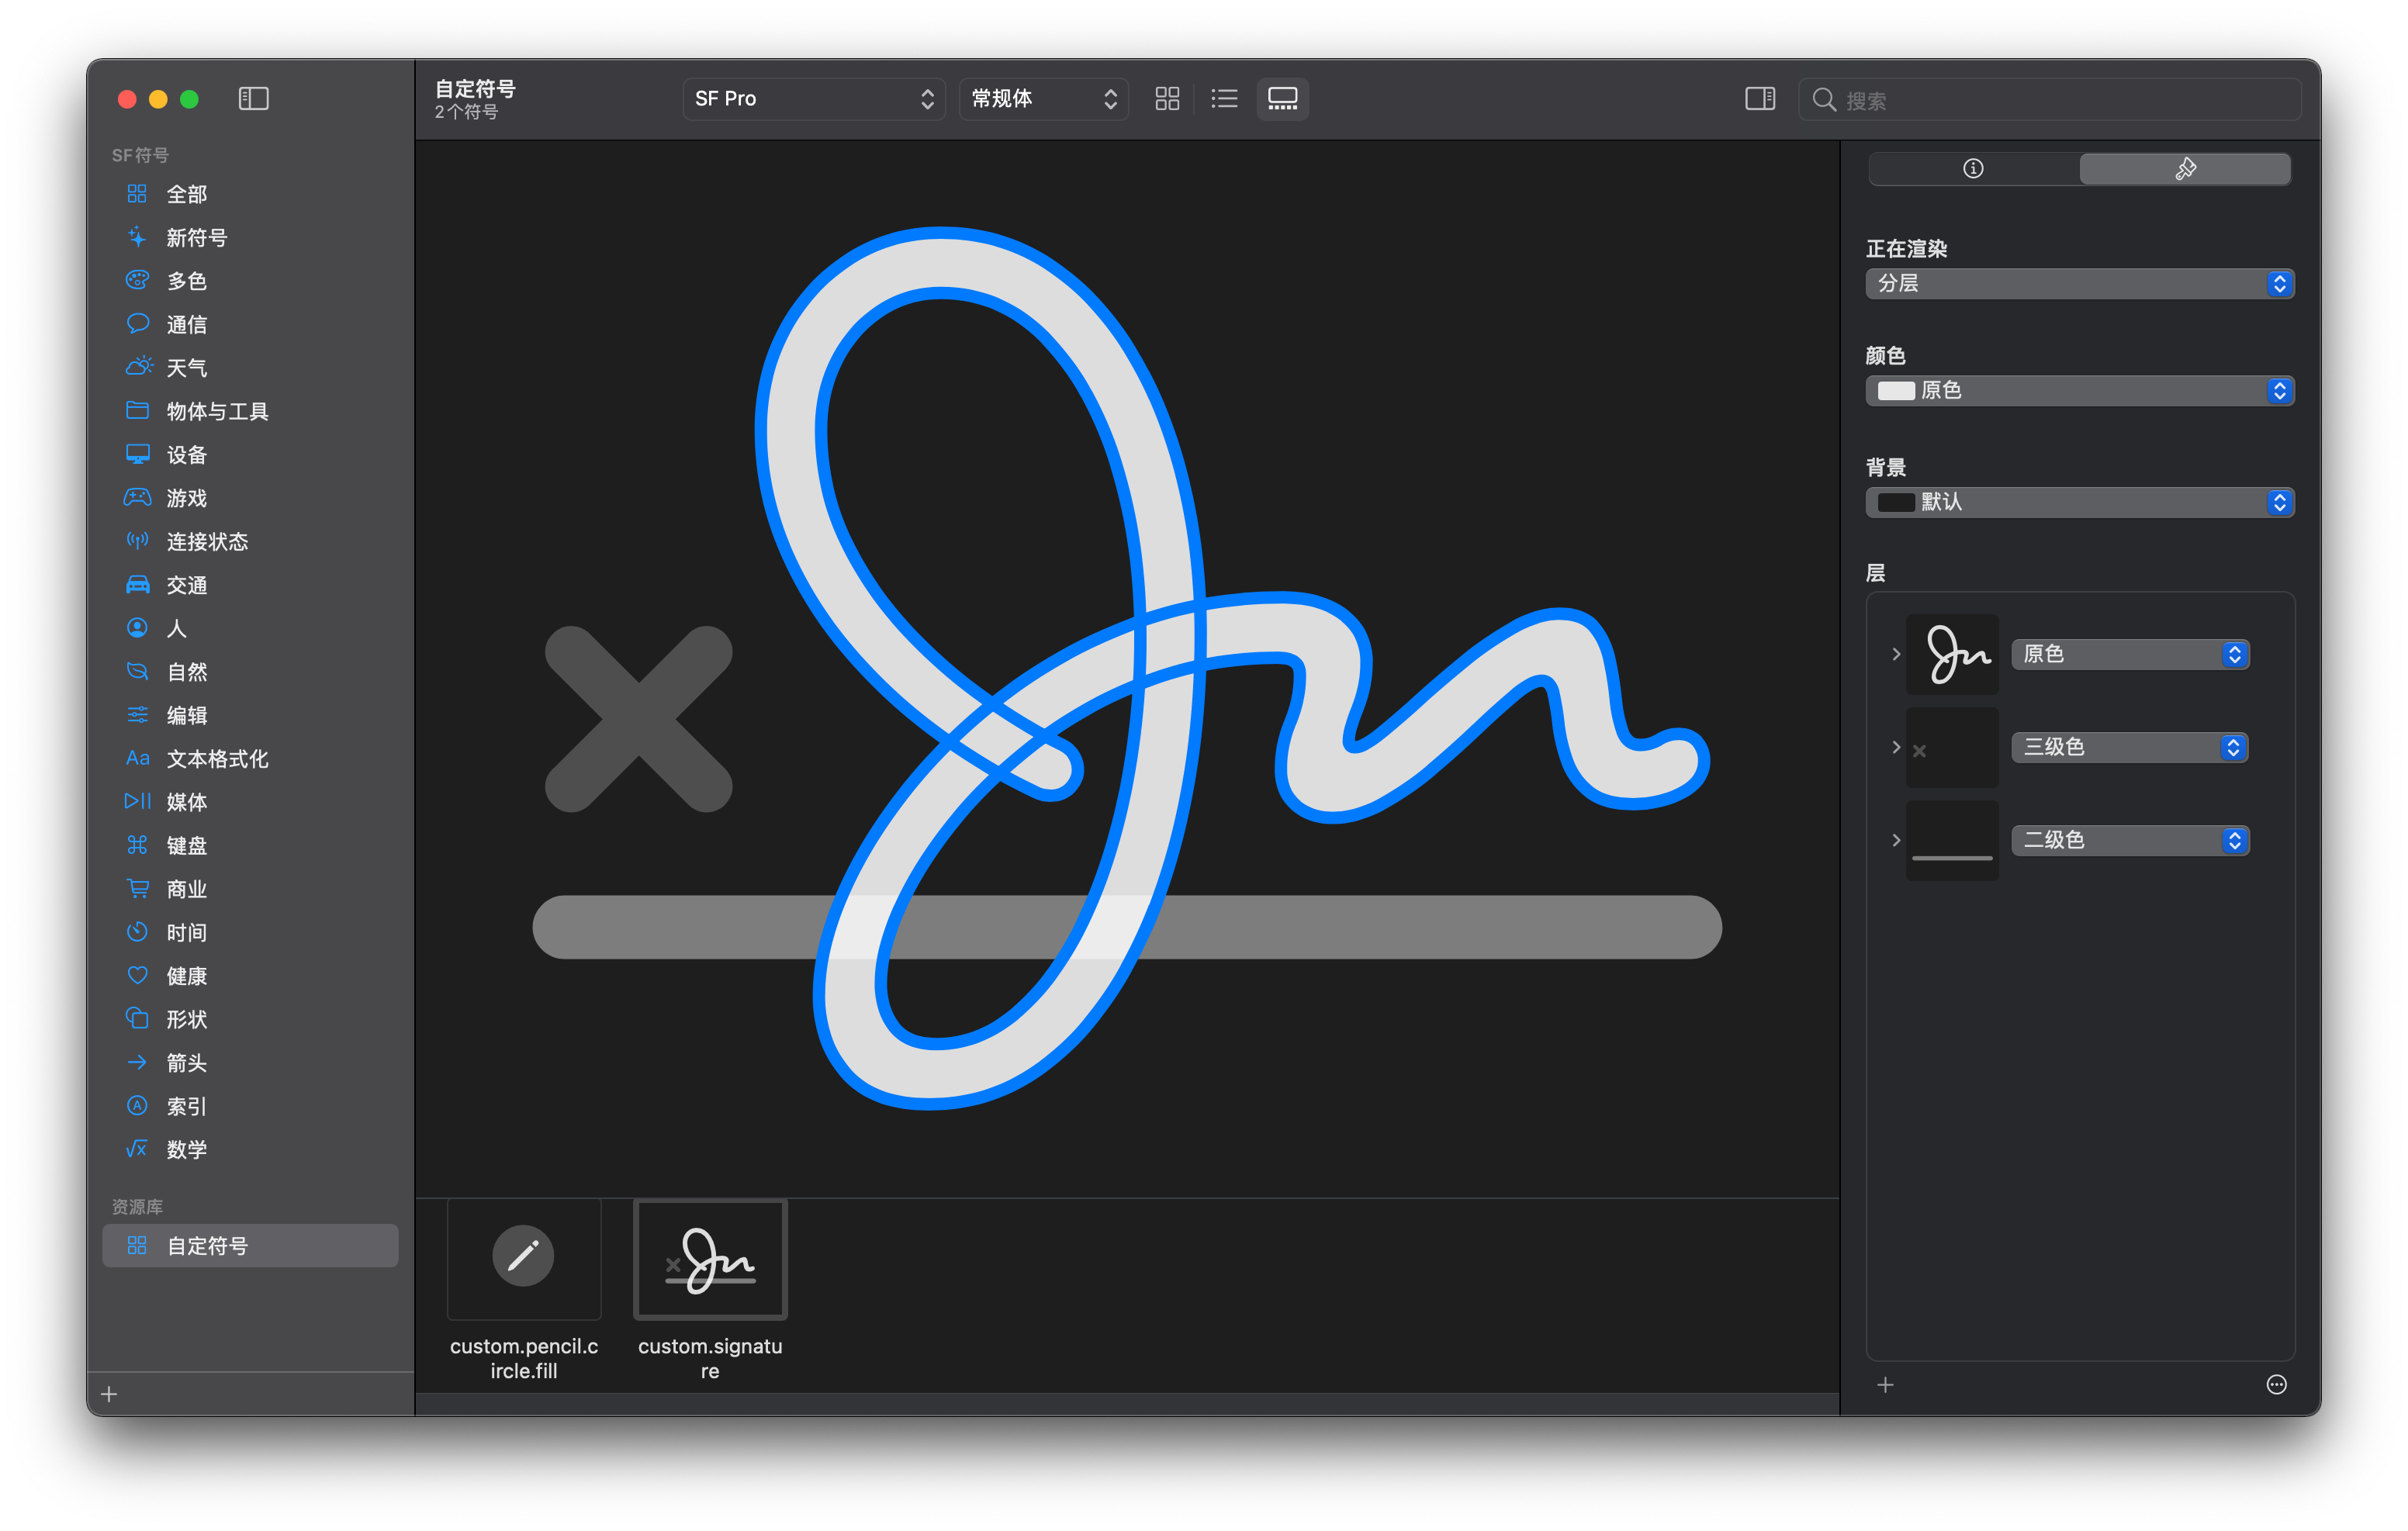 SF符号
全部
新符号
多色
通信
天气
物体与工具
设备
游戏
连接状态
交通
人
自然
编辑
Aa 文本格式化
媒体
键盘
商业
时间
健康
形状
箭头
索引
√x 数学
资源库
自定符号
自定符号
2个符号
SF Pro
常规体
搜索
custom.pencil.c
ircle.fill
custom.signatu
re
正在渲染
分层
颜色
原色
背景
默认
层
原色
三级色
二级色